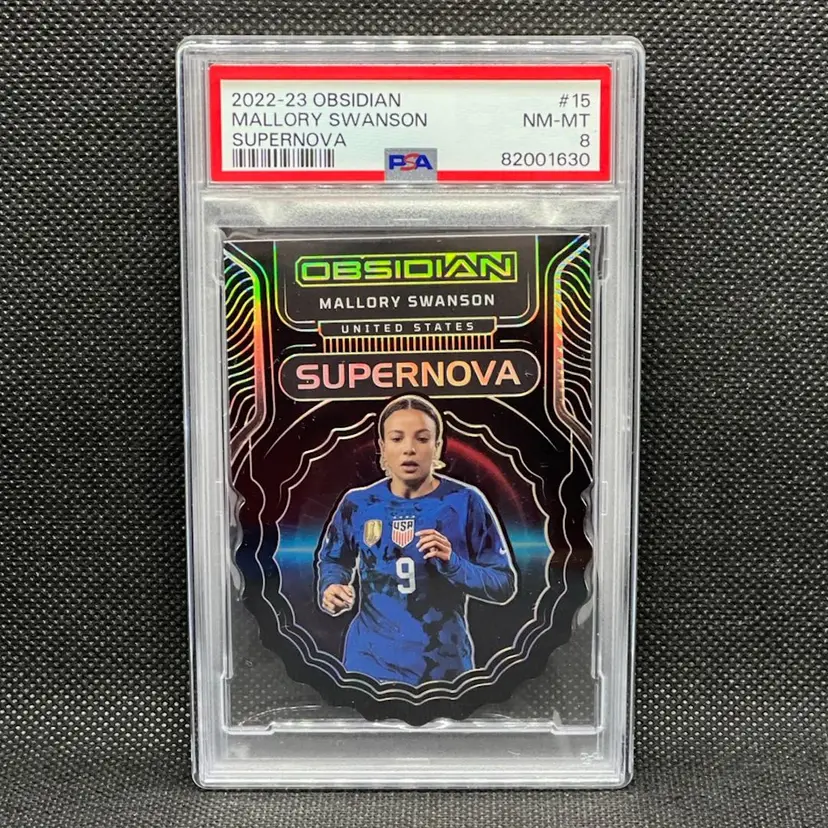 2022-23 OBSIDIAN #15
MALLORY SWANSON NM-MT
SUPERNOVA 8
PSA 82001630
OBSIDIAN
MALLORY SWANSON
UNITED STATES
SUPERNOVA
USA
9